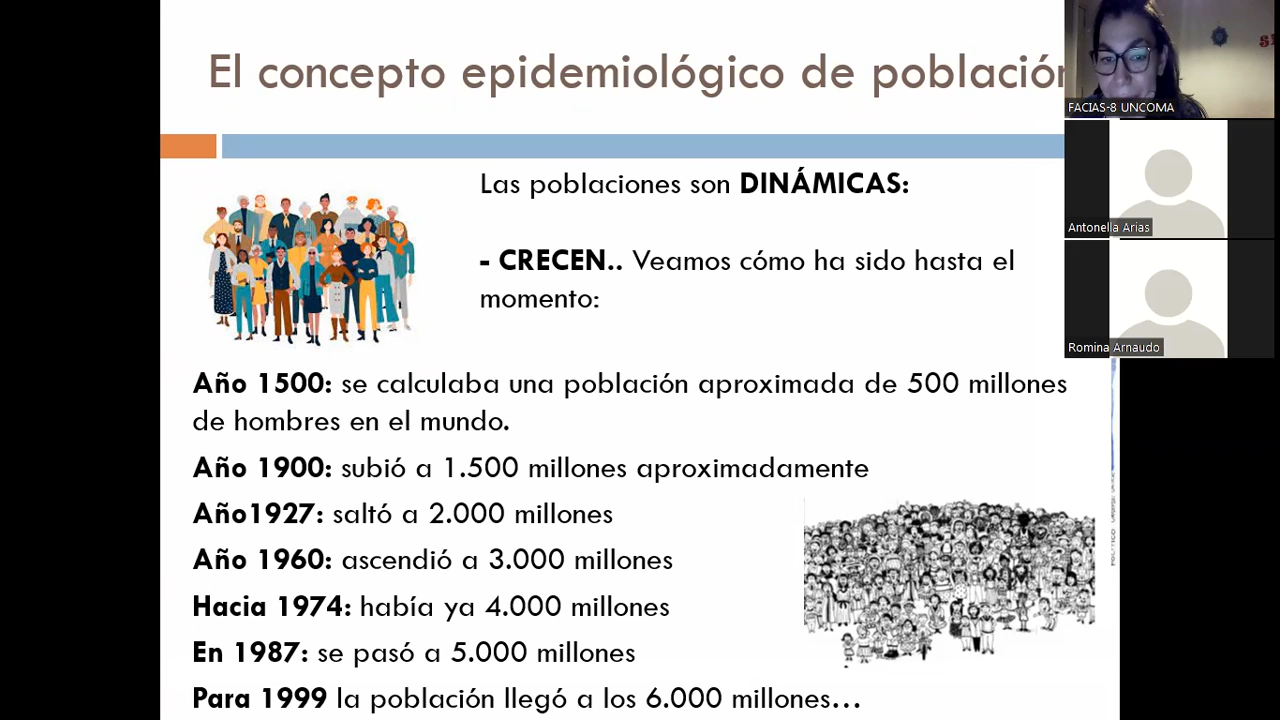 El concepto epidemiológico de población
FACIAS-8 UNCOMA
Antonella Arias
Romina Arnaudo
Las poblaciones son DINÁMICAS:
- CRECEN.. Veamos cómo ha sido hasta el
momento:
Año 1500: se calculaba una población aproximada de 500 millones
de hombres en el mundo.
Año 1900: subió a 1.500 millones aproximadamente
Año1927: saltó a 2.000 millones
Año 1960: ascendió a 3.000 millones
Hacia 1974: había ya 4.000 millones
En 1987: se pasó a 5.000 millones
Para 1999 la población llegó a los 6.000 millones...